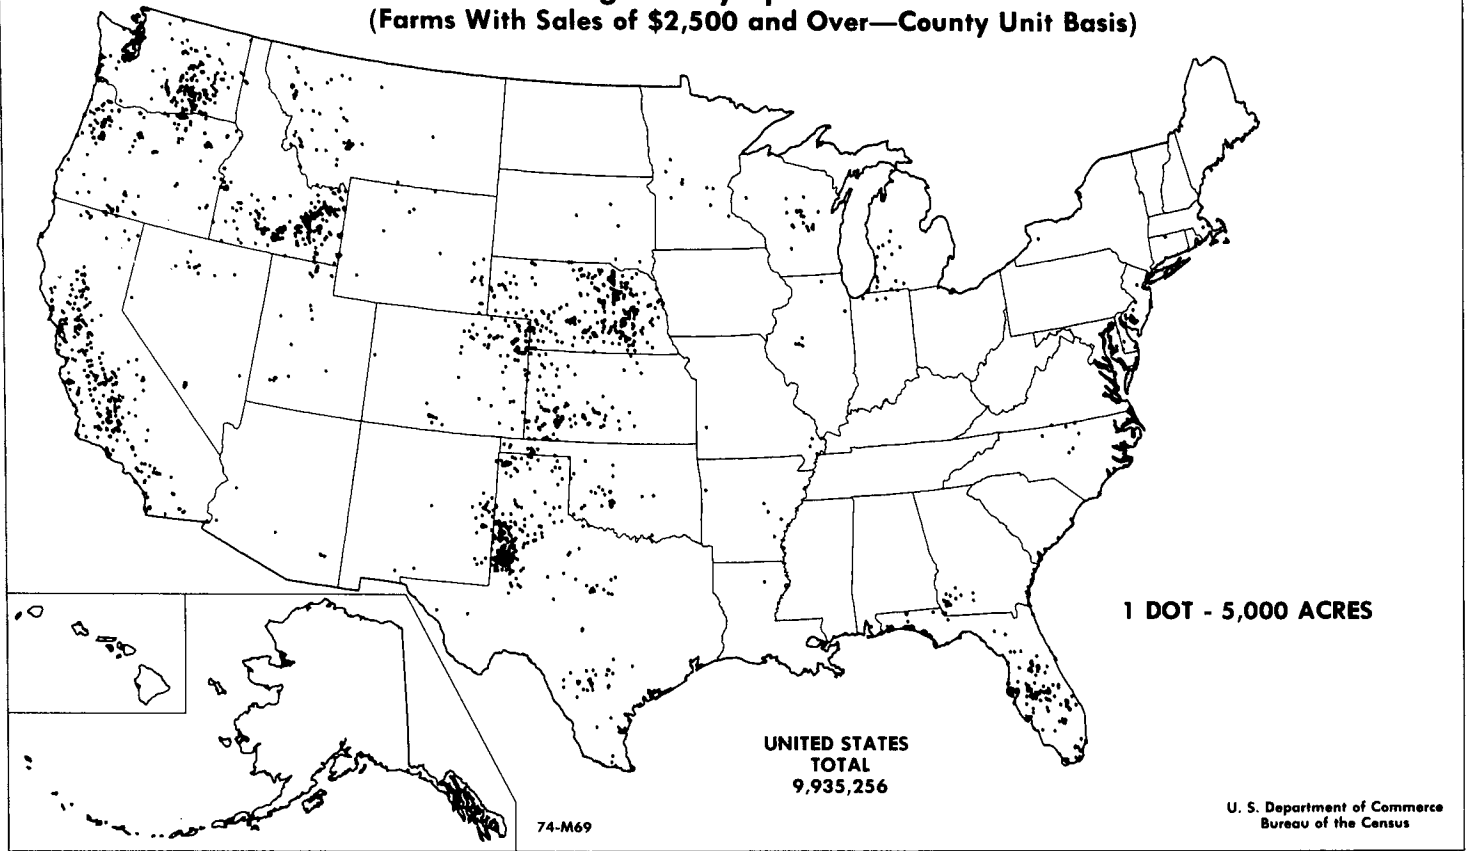 (Farms With Sales of $2,500 and Over—County Unit Basis)
1 DOT - 5,000 ACRES
UNITED STATES
TOTAL
9,935,256
74-M69
U. S. Department of Commerce
Bureau of the Census